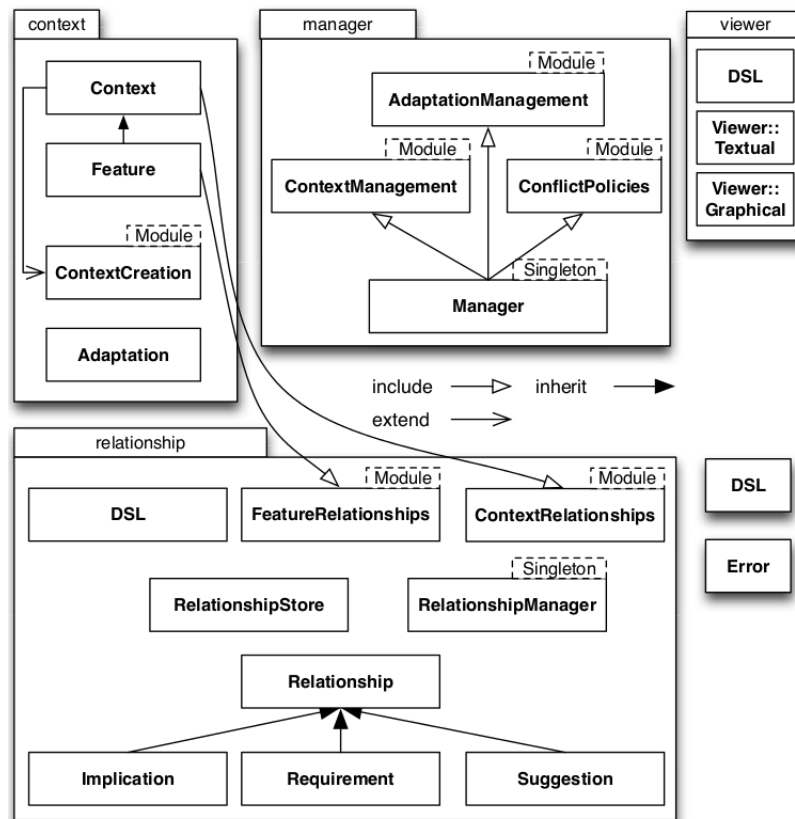 context
Context
Feature
Module
ContextCreation
Adaptation
manager
Module
AdaptationManagement
Module
ContextManagement
Module
ConflictPolicies
Singleton
Manager
viewer
DSL
Viewer::
Textual
Viewer::
Graphical
include
inherit
extend
relationship
DSL
Module
FeatureRelationships
Module
ContextRelationships
RelationshipStore
Singleton
RelationshipManager
Relationship
Implication
Requirement
Suggestion
DSL
Error